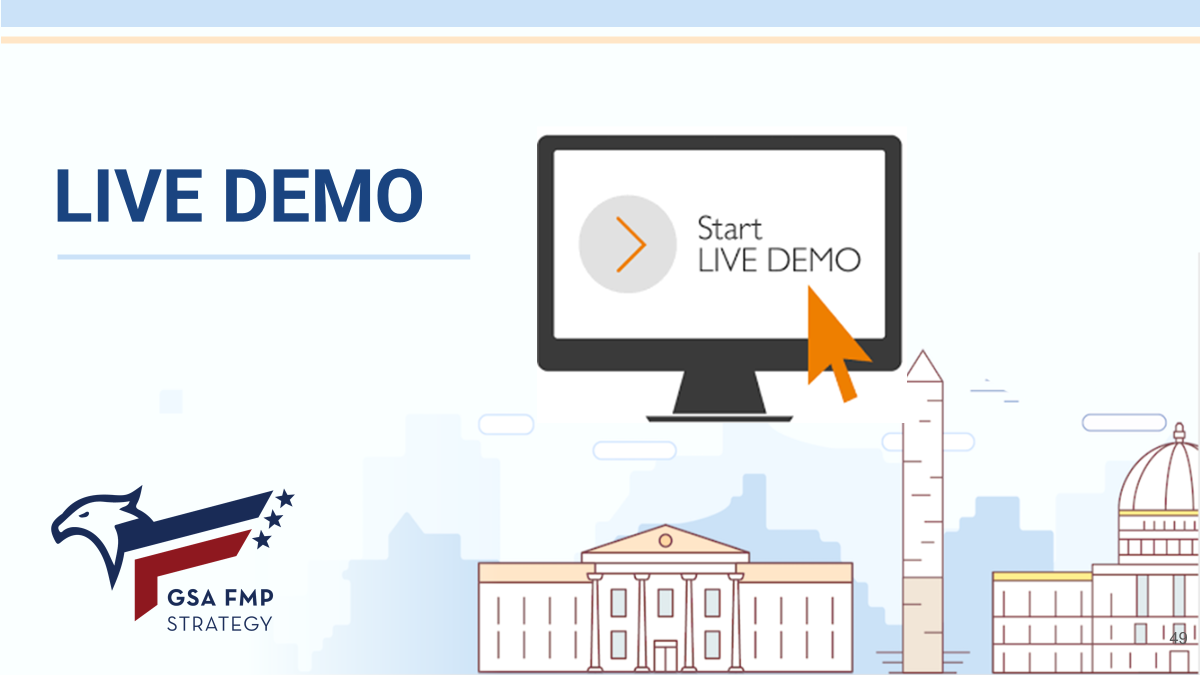 LIVE DEMO
Start
LIVE DEMO
GSA FMP
STRATEGY
49